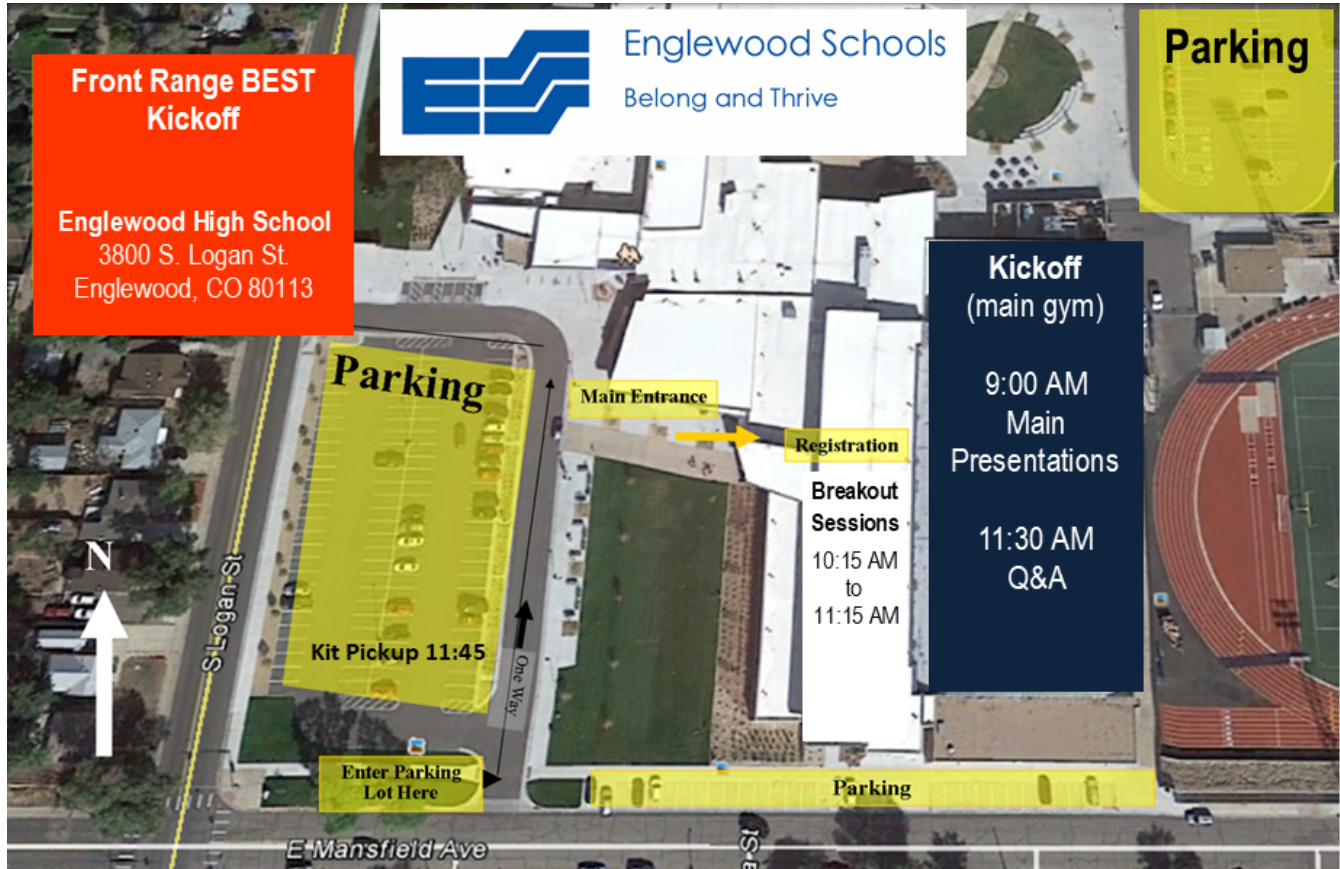 Front Range BEST
Kickoff
Englewood High School
3800 S. Logan St.
Englewood, CO 80113
Englewood Schools
Belong and Thrive
Parking
Parking
Main Entrance
Registration
Breakout
Sessions
10:15 AM
to
11:15 AM
Kickoff
(main gym)
9:00 AM
Main
Presentations
11:30 AM
Q&A
N
S Logan St
Kit Pickup 11:45
One Way
Enter Parking
Lot Here
Parking
E Mansfield Ave
a St